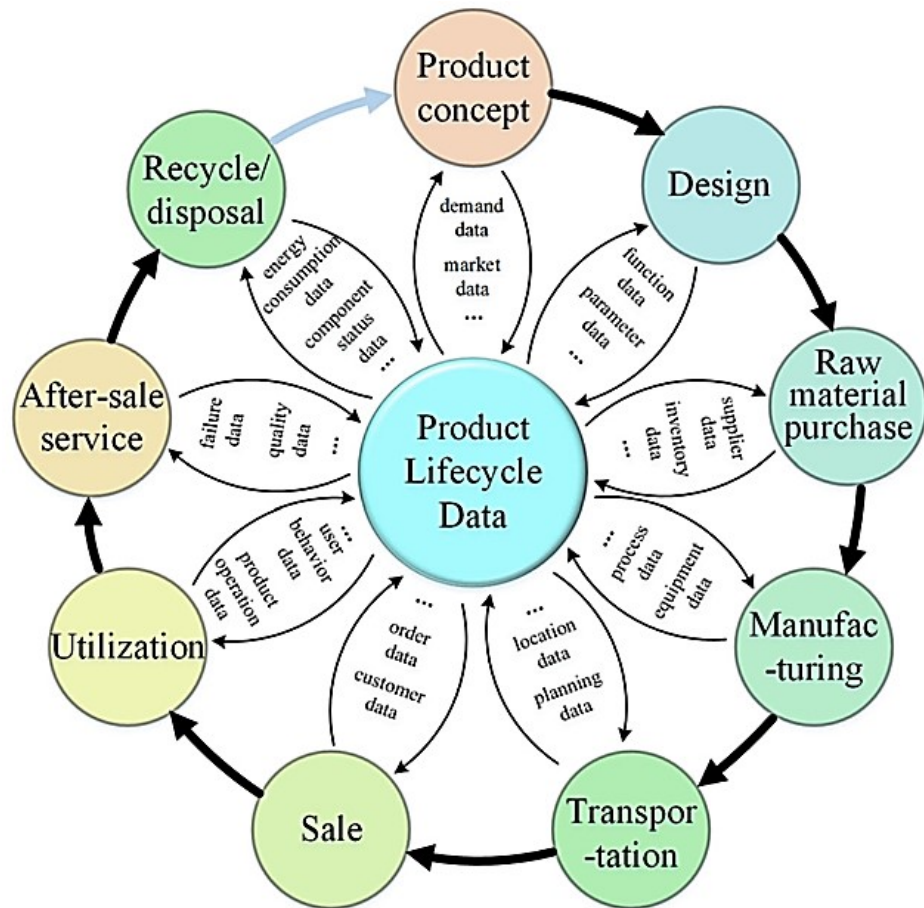 Product
concept
Design
Raw
material
purchase
Manufac
-turing
Transpor
-tation
Sale
Utilization
After-sale
service
Recycle/
disposal
Product
Lifecycle
Data
demand
data
market
data
...
function
data
parameter
data
...
supplier
data
inventory
data
...
...
process
data
equipment
data
...
location
data
planning
data
...
order
data
customer
data
...
user
behavior
data
product
operation
data
failure
data
quality
data
...
energy
consumption
data
component
status
data
...